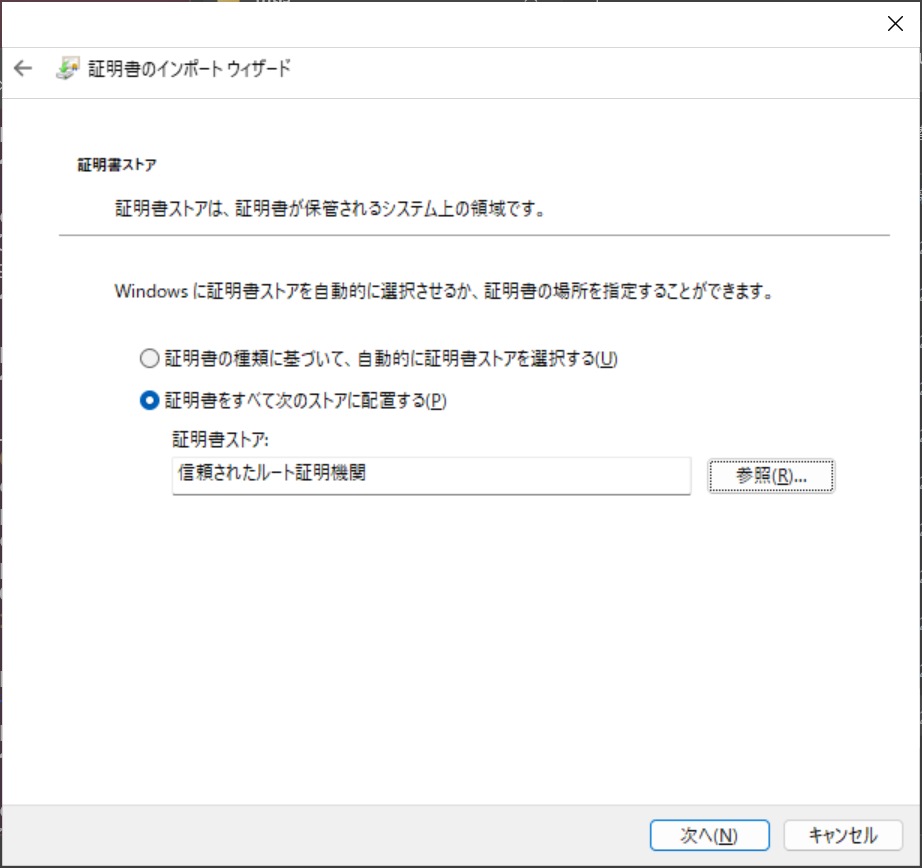 証明書のインポート ウィザード
証明書ストア
証明書ストアは、証明書が保管されるシステム上の領域です。
Windows に証明書ストアを自動的に選択させるか、証明書の場所を指定することができます。
証明書の種類に基づいて、自動的に証明書ストアを選択する(U)
証明書をすべて次のストアに配置する(P)
証明書ストア:
信頼されたルート証明機関
参照(R)...
次へ(N)
キャンセル